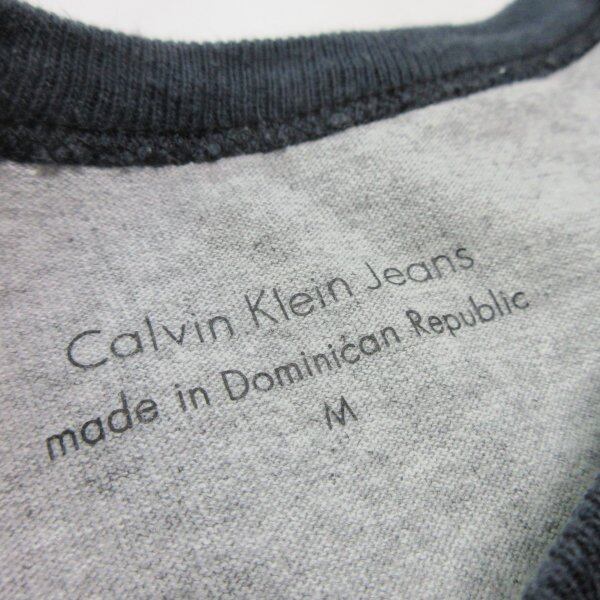 Calvin Klein Jeans
made in Dominican Republic
M